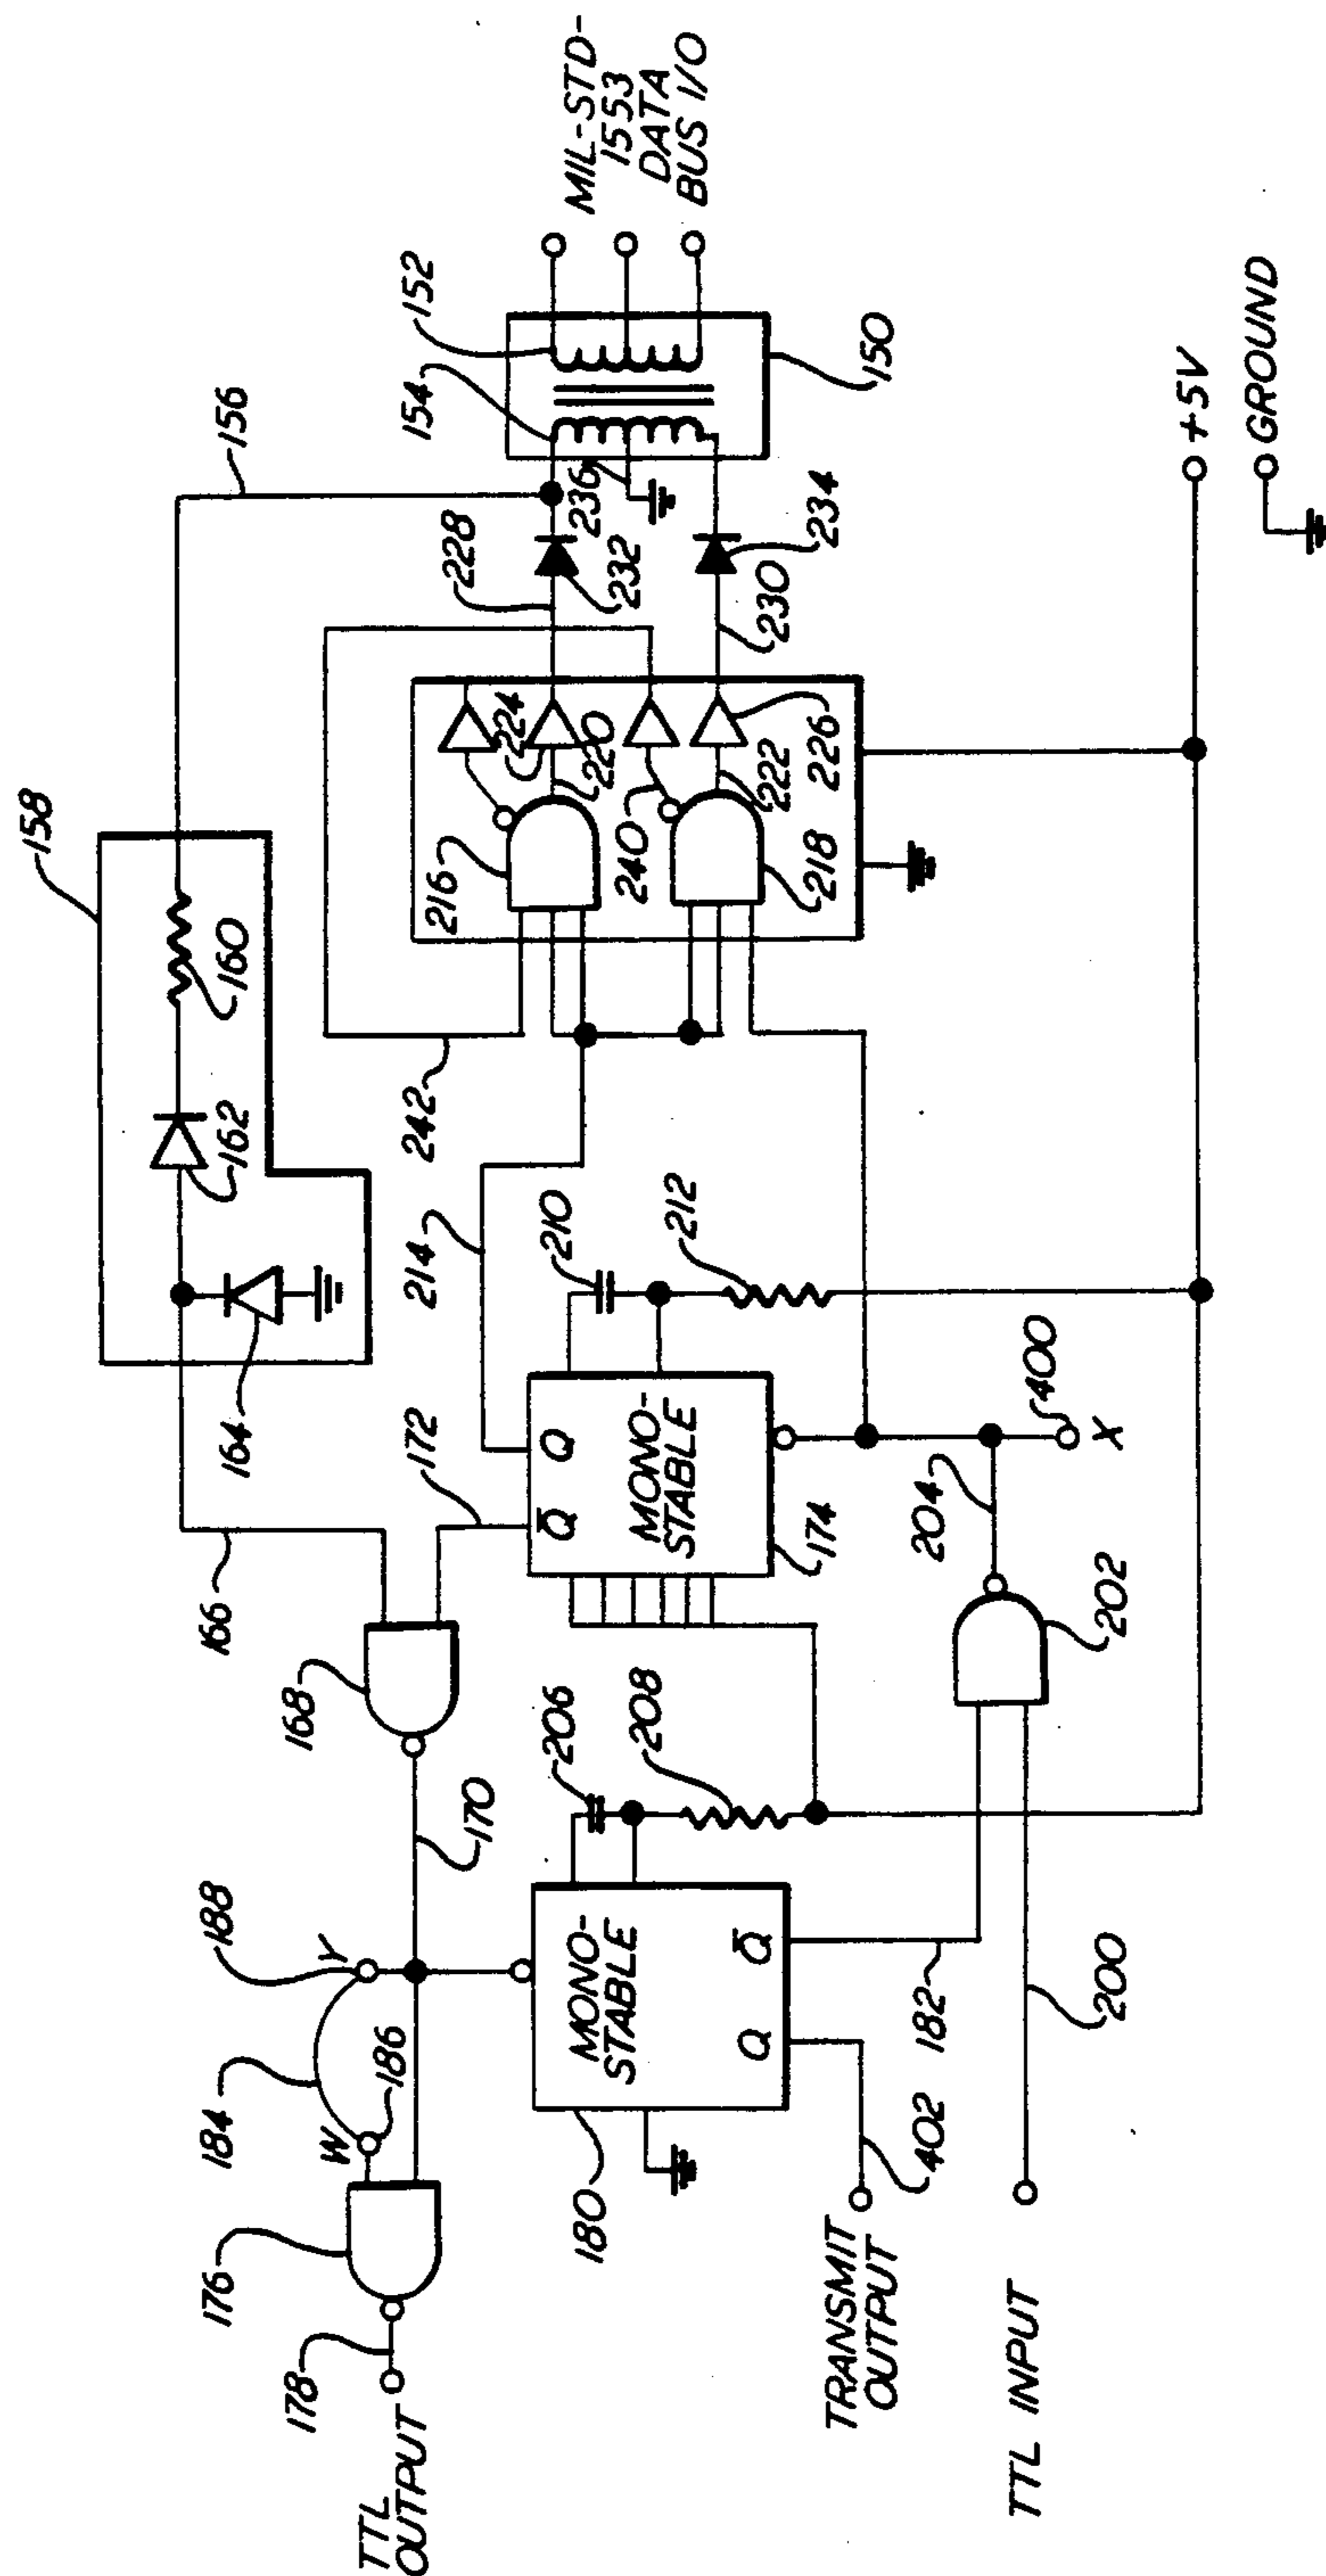 158
156
164
162
160
166
152
154
MIL-STD-
1553
DATA
BUS I/O
150
228
236
232
234
230
224
220
216
240
222
226
218
242
214
172
210
212
Q̅
Q
MONO-
STABLE
174
168
170
188
Y
184
W
186
176
178
TTL
OUTPUT
206
208
MONO-
STABLE
Q
Q̅
180
182
402
TRANSMIT
OUTPUT
200
TTL INPUT
202
204
400
X
+5V
GROUND